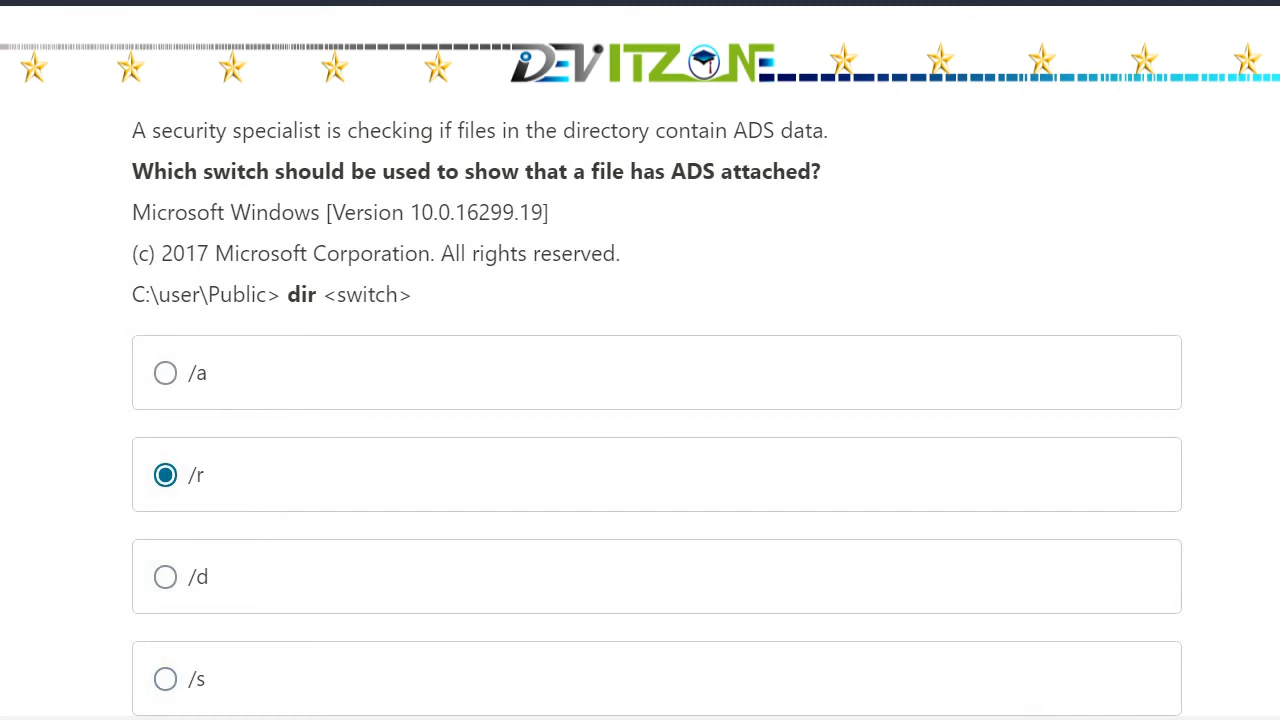 DEV ITZONE
A security specialist is checking if files in the directory contain ADS data.
Which switch should be used to show that a file has ADS attached?
Microsoft Windows [Version 10.0.16299.19]
(c) 2017 Microsoft Corporation. All rights reserved.
C:\user\Public> dir <switch>
/a
/r
/d
/s